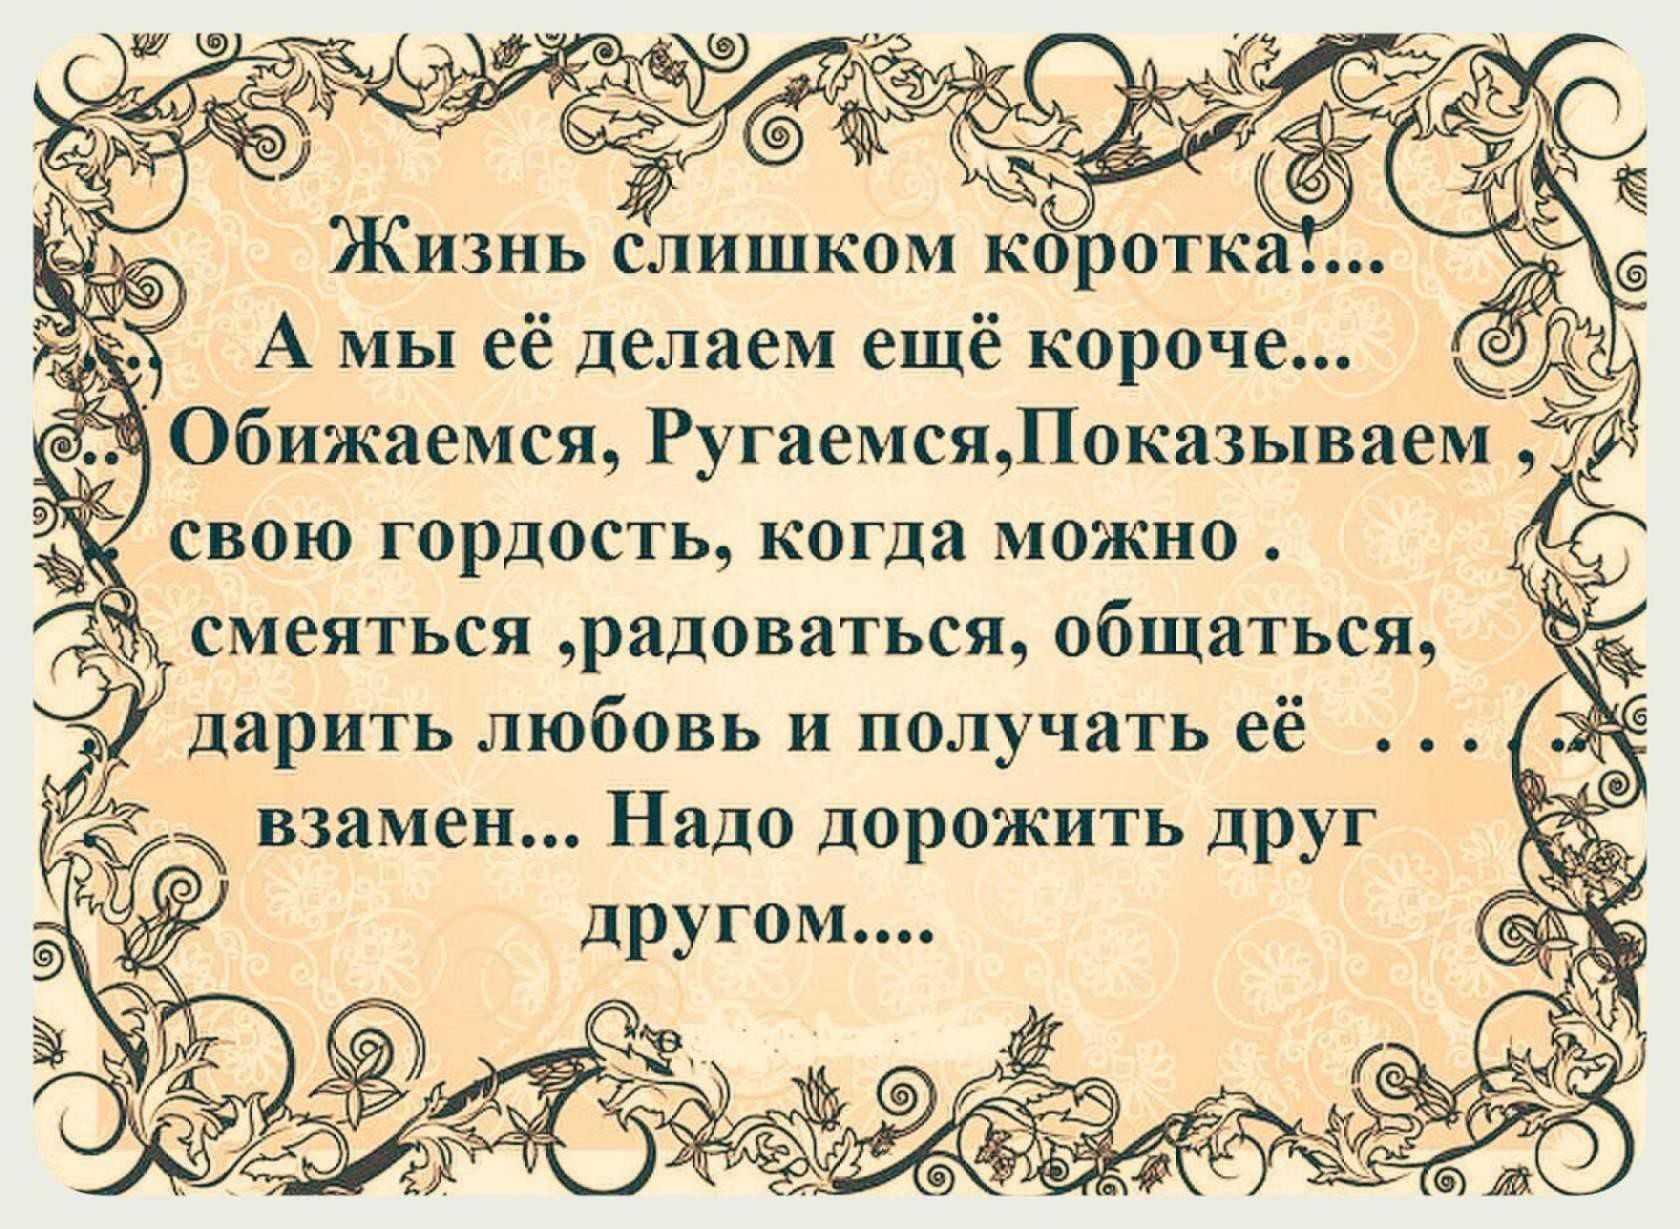 Жизнь слишком коротка!...
.... А мы её делаем ещё короче...
.. Обижаемся, Ругаемся,Показываем ,
.. свою гордость, когда можно .
смеяться ,радоваться, общаться,
дарить любовь и получать её . . . . ...
взамен... Надо дорожить друг
другом....